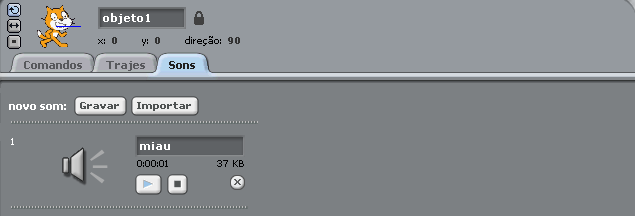 objeto1
x: 0 y: 0 direção: 90
Comandos Trajes Sons
novo som: Gravar Importar
1
miau
0:00:01 37 KB